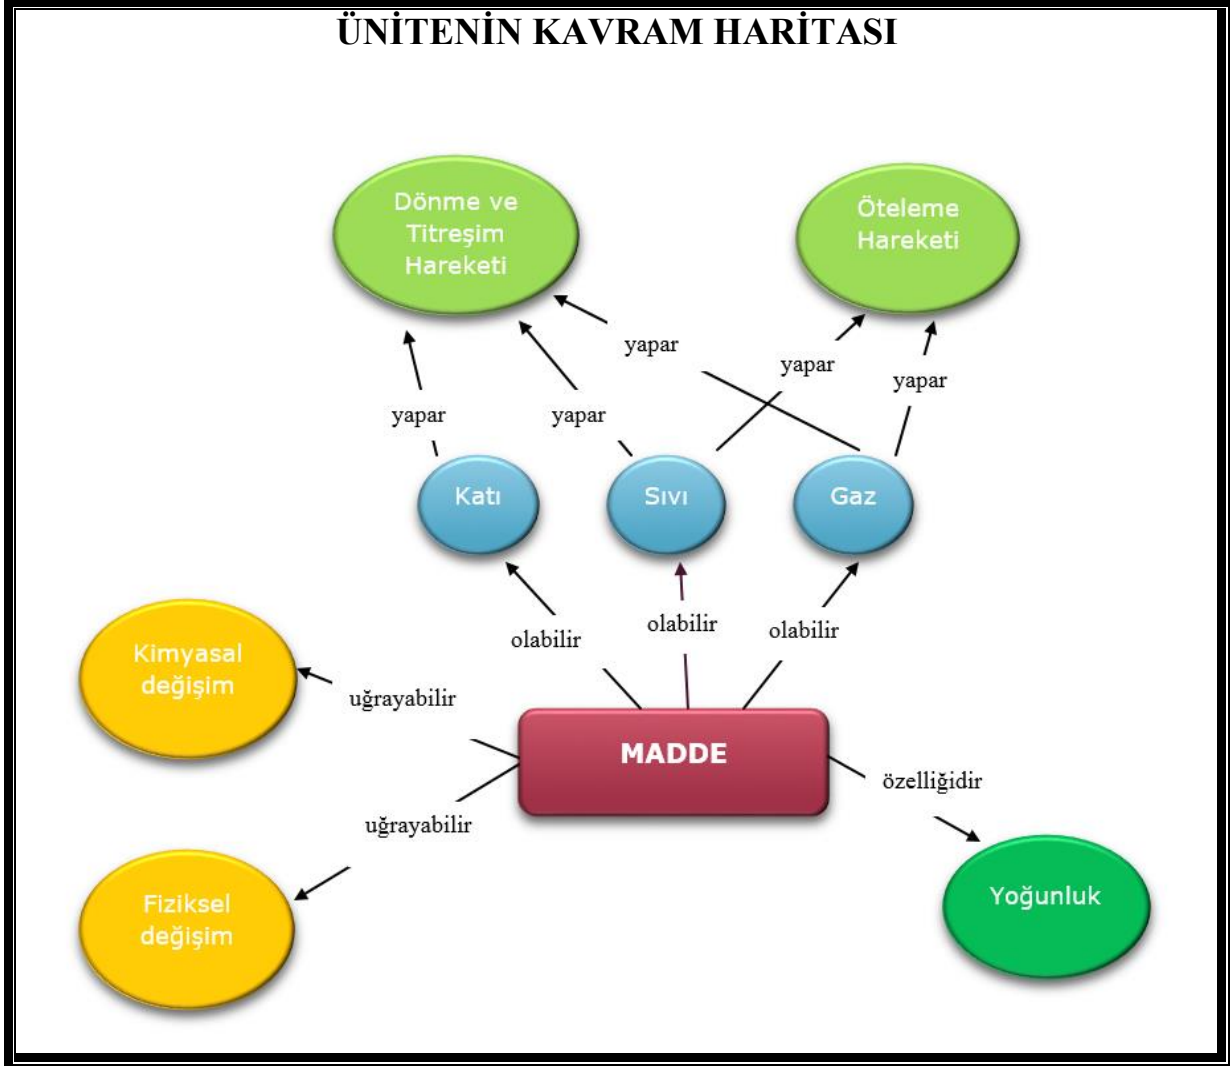 ÜNİTENİN KAVRAM HARİTASI
Dönme ve
Titreşim
Hareketi
Öteleme
Hareketi
yapar
yapar
yapar
yapar
yapar
Katı
Sıvı
Gaz
olabilir
olabilir
olabilir
Kimyasal
değişim
uğrayabilir
MADDE
özelliğidir
uğrayabilir
Fiziksel
değişim
Yoğunluk